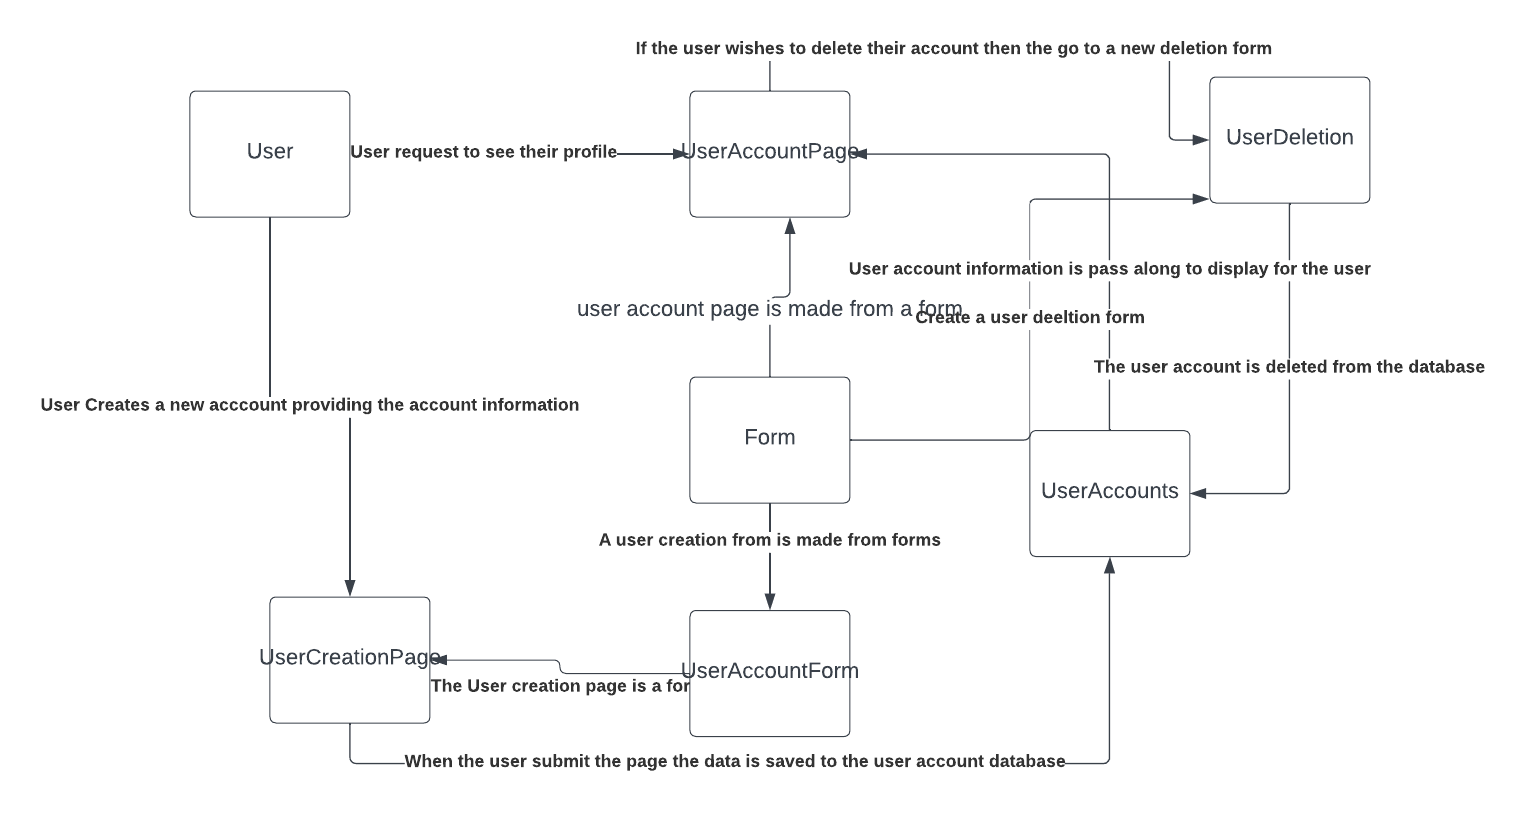 If the user wishes to delete their account then the go to a new deletion form
User
User request to see their profile
UserAccountPage
UserDeletion
User account information is pass along to display for the user
user account page is made from a form
Create a user deeltion form
The user account is deleted from the database
User Creates a new acccount providing the account information
Form
UserAccounts
A user creation from is made from forms
UserCreationPage
UserAccountForm
The User creation page is a for
When the user submit the page the data is saved to the user account database